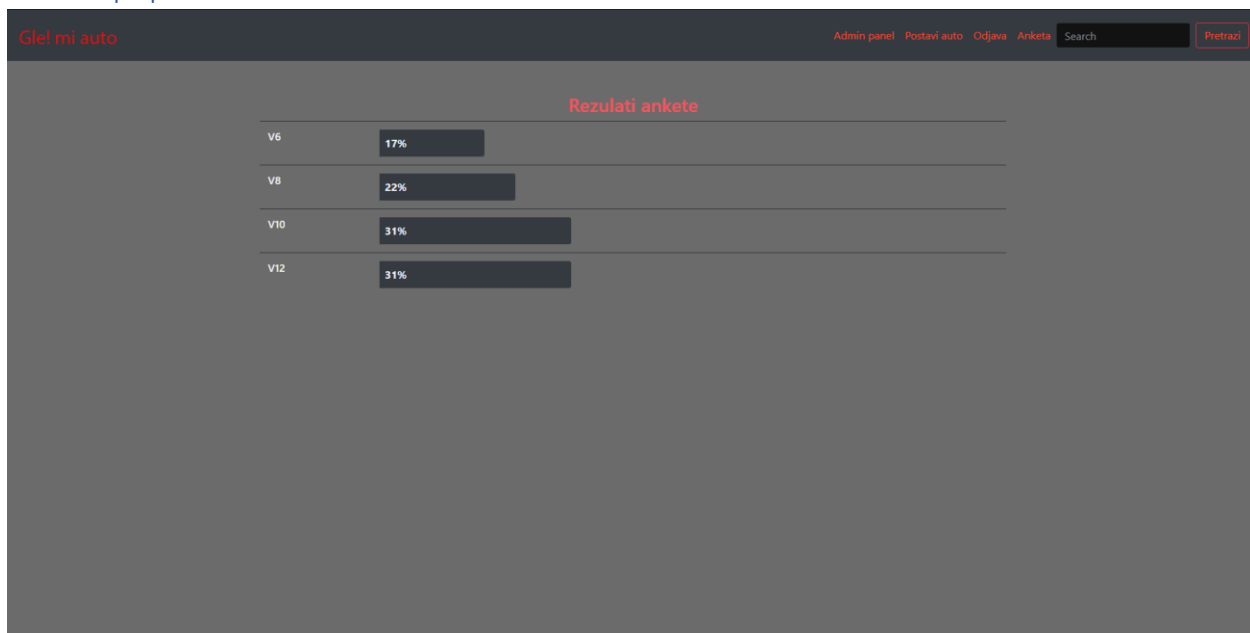 Gle! mi auto
Admin panel Postavi auto Odjava Anketa Search Pretrazi
Rezulati ankete
V6 17%
V8 22%
V10 31%
V12 31%